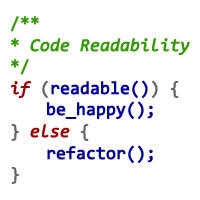 /**
* Code Readability
*/
if (readable()) {
    be_happy();
} else {
    refactor();
}